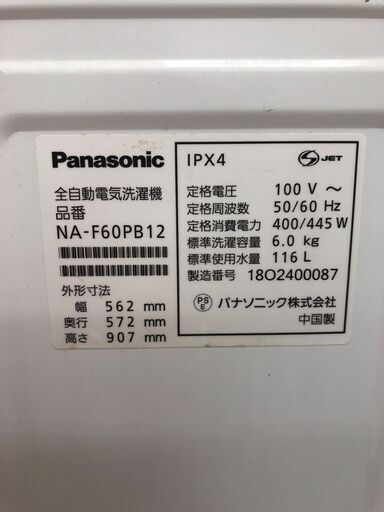 Panasonic
全自動電気洗濯機
品番
NA-F60PB12
外形寸法
幅 562 mm
奥行 572 mm
高さ 907 mm
IPX4
S JET
定格電圧 100 V ～
定格周波数 50/60 Hz
定格消費電力 400/445 W
標準洗濯容量 6.0 kg
標準使用水量 116 L
製造番号 18O2400087
PSE パナソニック株式会社
中国製